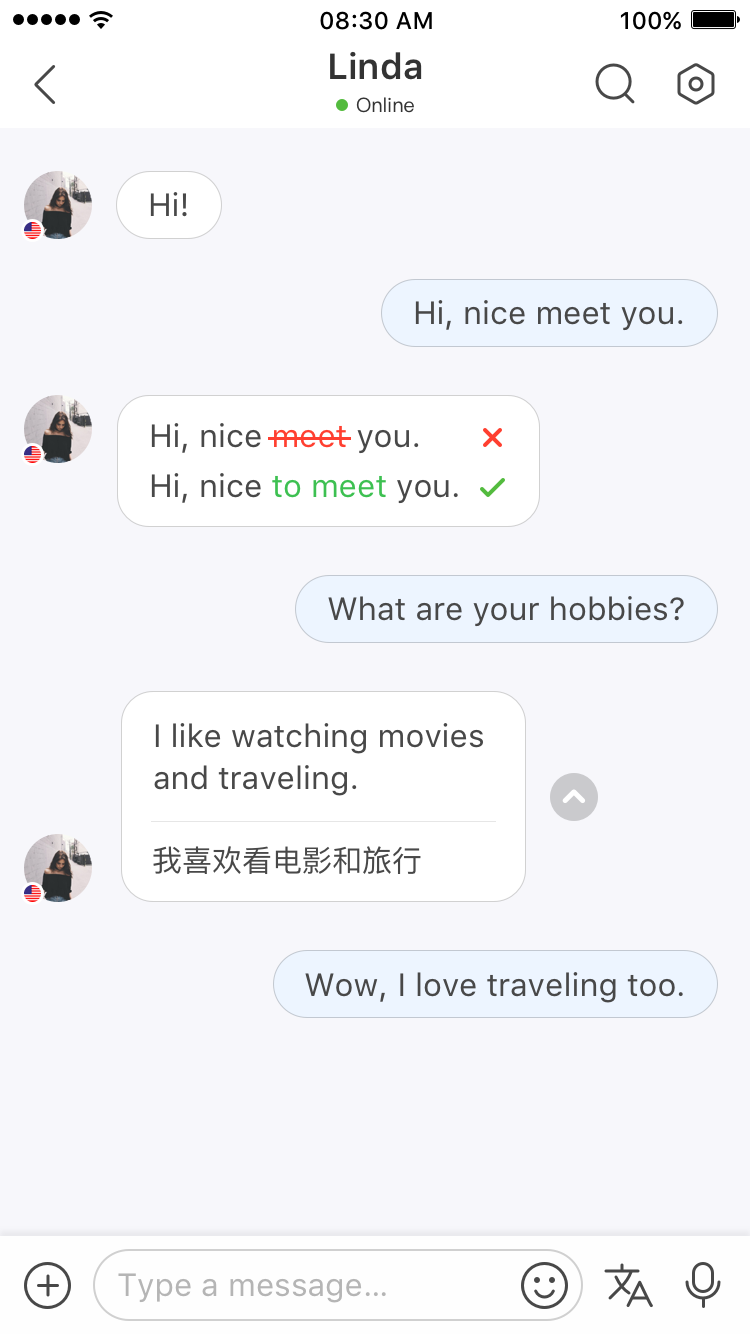 08:30 AM 100%
Linda
Online
Hi!
Hi, nice meet you.
Hi, nice meet you.
Hi, nice to meet you.
What are your hobbies?
I like watching movies
and traveling.
我喜欢看电影和旅行
Wow, I love traveling too.
Type a message...
文A